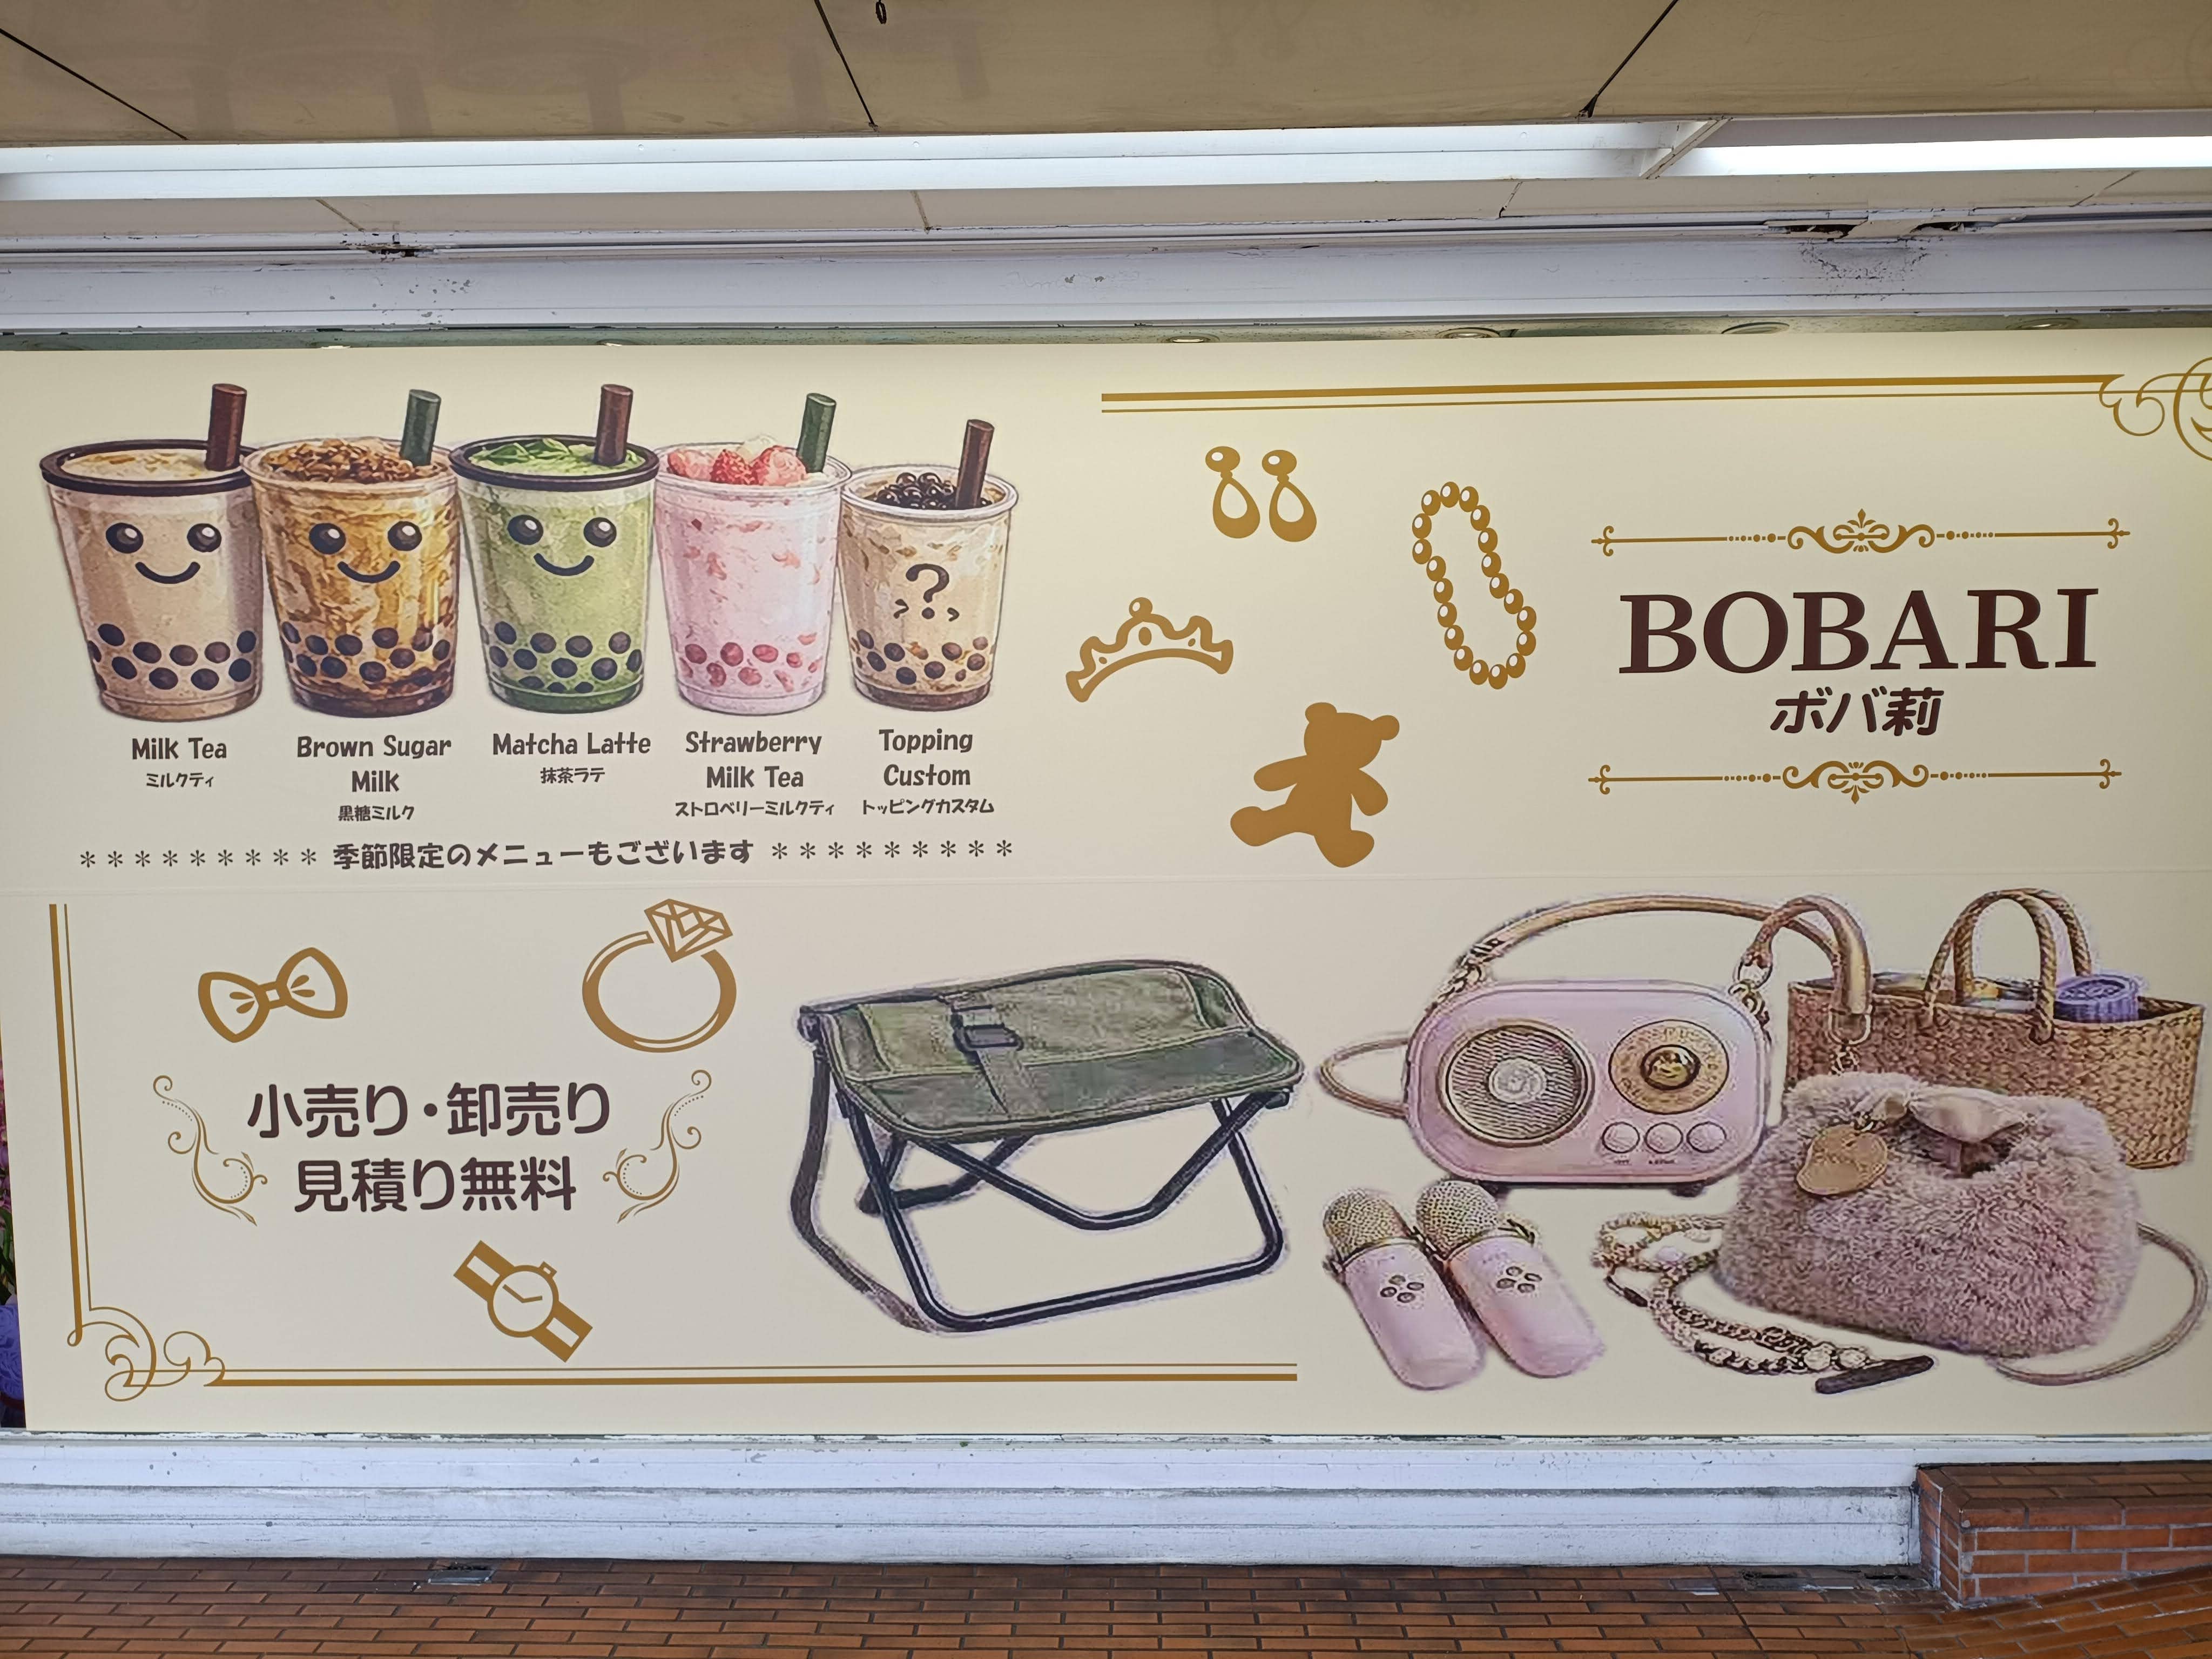 Milk Tea
ミルクティ
Brown Sugar
Milk
黒糖ミルク
Matcha Latte
抹茶ラテ
Strawberry
Milk Tea
ストロベリーミルクティ
Topping
Custom
トッピングカスタム
? ? ?
********* 季節限定のメニューもございます *********
BOBARI
ボバ莉
小売り・卸売り
見積り無料